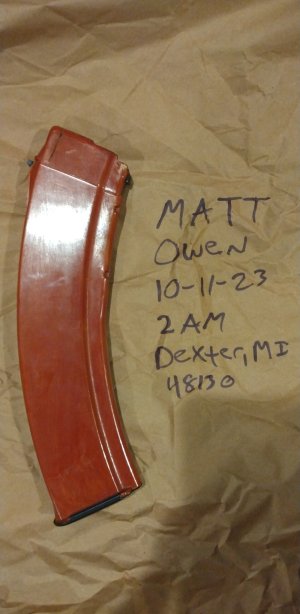 MATT
Owen
10-11-23
2AM
Dexter, MI
48130